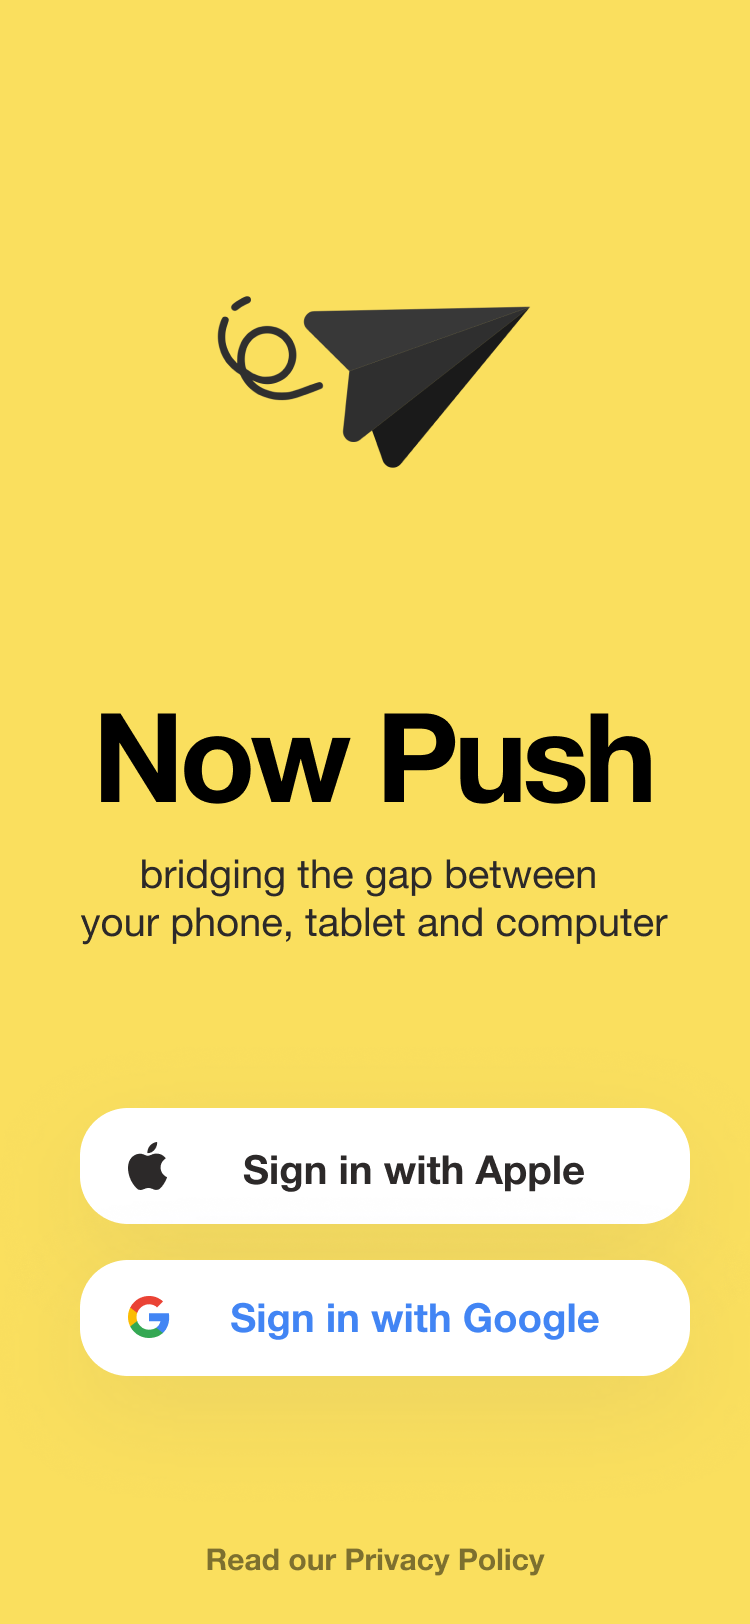 Now Push
bridging the gap between
your phone, tablet and computer
Sign in with Apple
Sign in with Google
Read our Privacy Policy